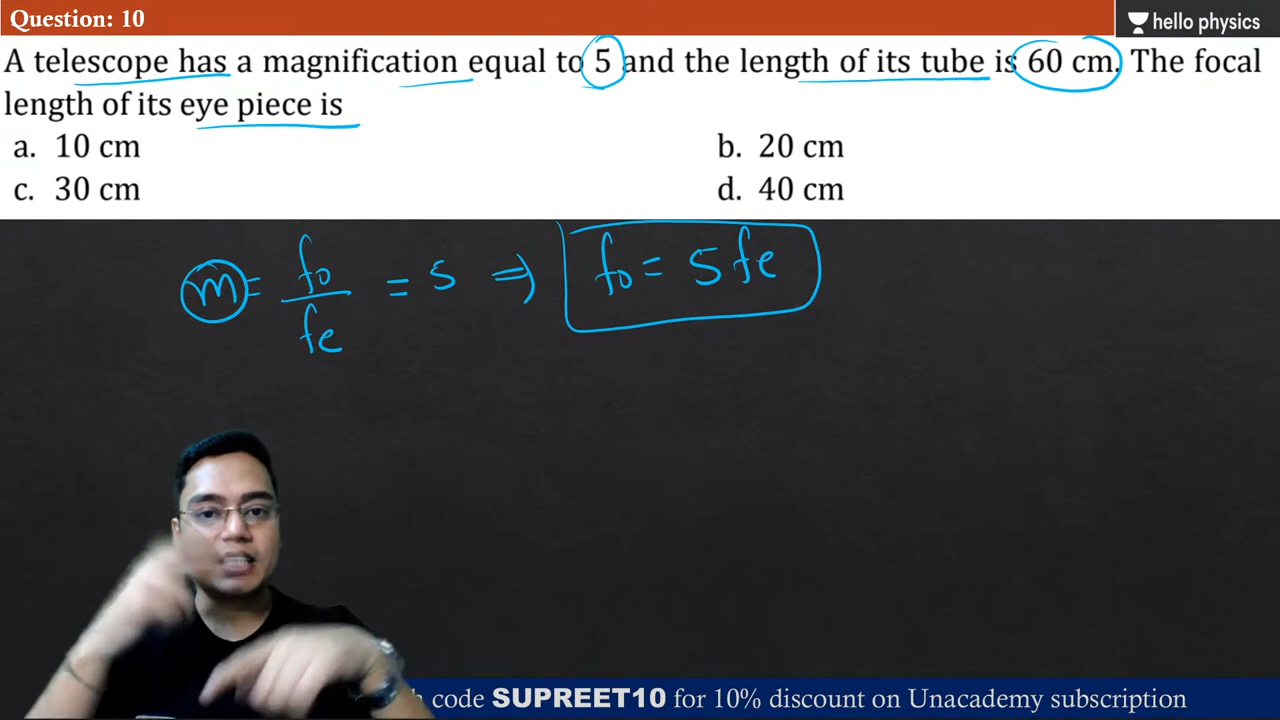 Question: 10
hello physics
A telescope has a magnification equal to 5 and the length of its tube is 60 cm. The focal
length of its eye piece is
a. 10 cm
b. 20 cm
c. 30 cm
d. 40 cm
m = fo/fe = 5 ⇒ fo = 5fe
code SUPREET10 for 10% discount on Unacademy subscription